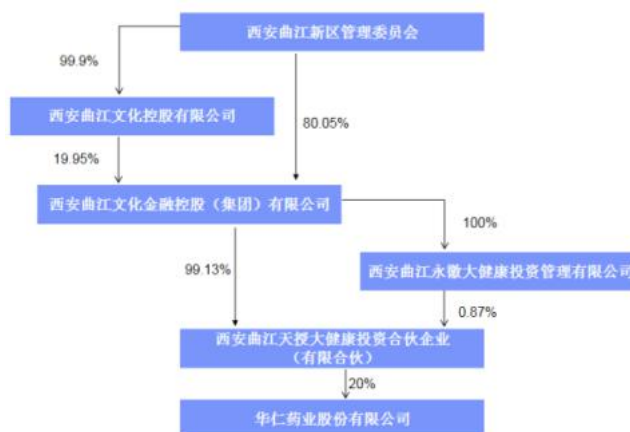 西安曲江新区管理委员会
99.9%
西安曲江文化控股有限公司
80.05%
19.95%
西安曲江文化金融控股（集团）有限公司
100%
99.13%
西安曲江永徽大健康投资管理有限公司
0.87%
西安曲江天授大健康投资合伙企业
（有限合伙）
20%
华仁药业股份有限公司